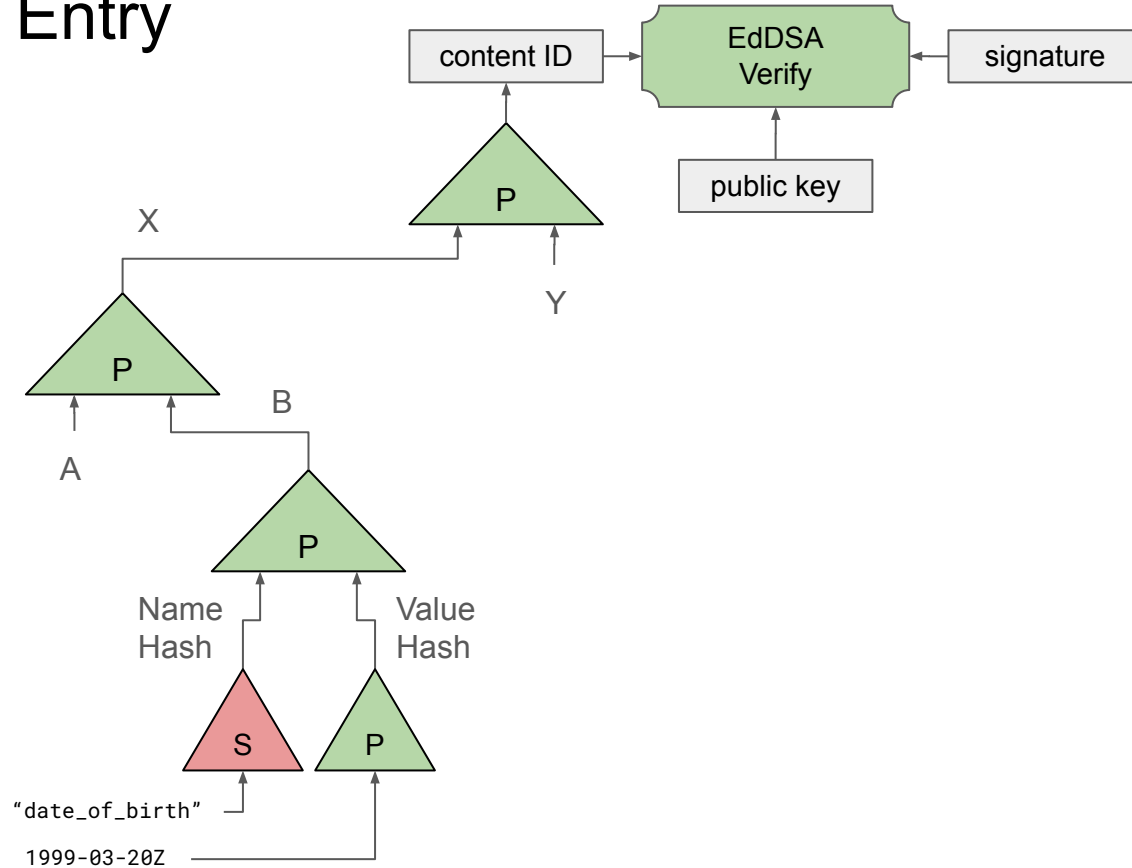 Entry
content ID
EdDSA
Verify
signature
public key
P
X
Y
P
B
A
P
Name
Hash
Value
Hash
S
P
“date_of_birth”
1999-03-20Z